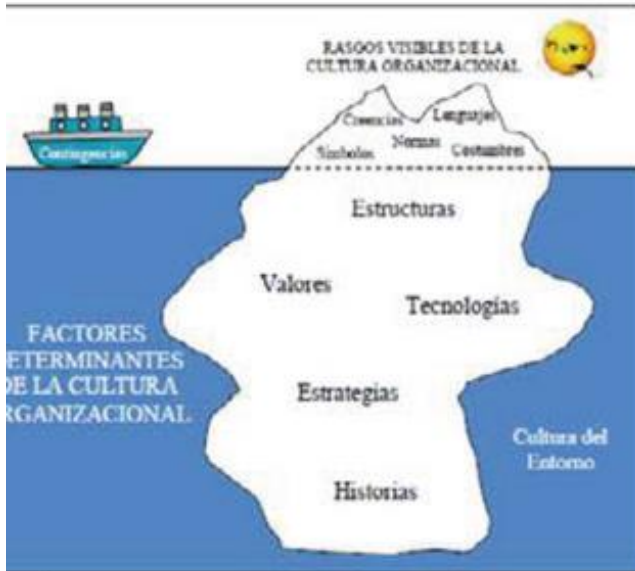 RASGOS VISIBLES DE LA
CULTURA ORGANIZACIONAL
Creencias
Lenguajes
Normas
Símbolos
Costumbres
Contingencias
Estructuras
Valores
Tecnologías
FACTORES
ETERMINANTES
DE LA CULTURA
RGANIZACIONAL
Estrategias
Cultura del
Entorno
Historias